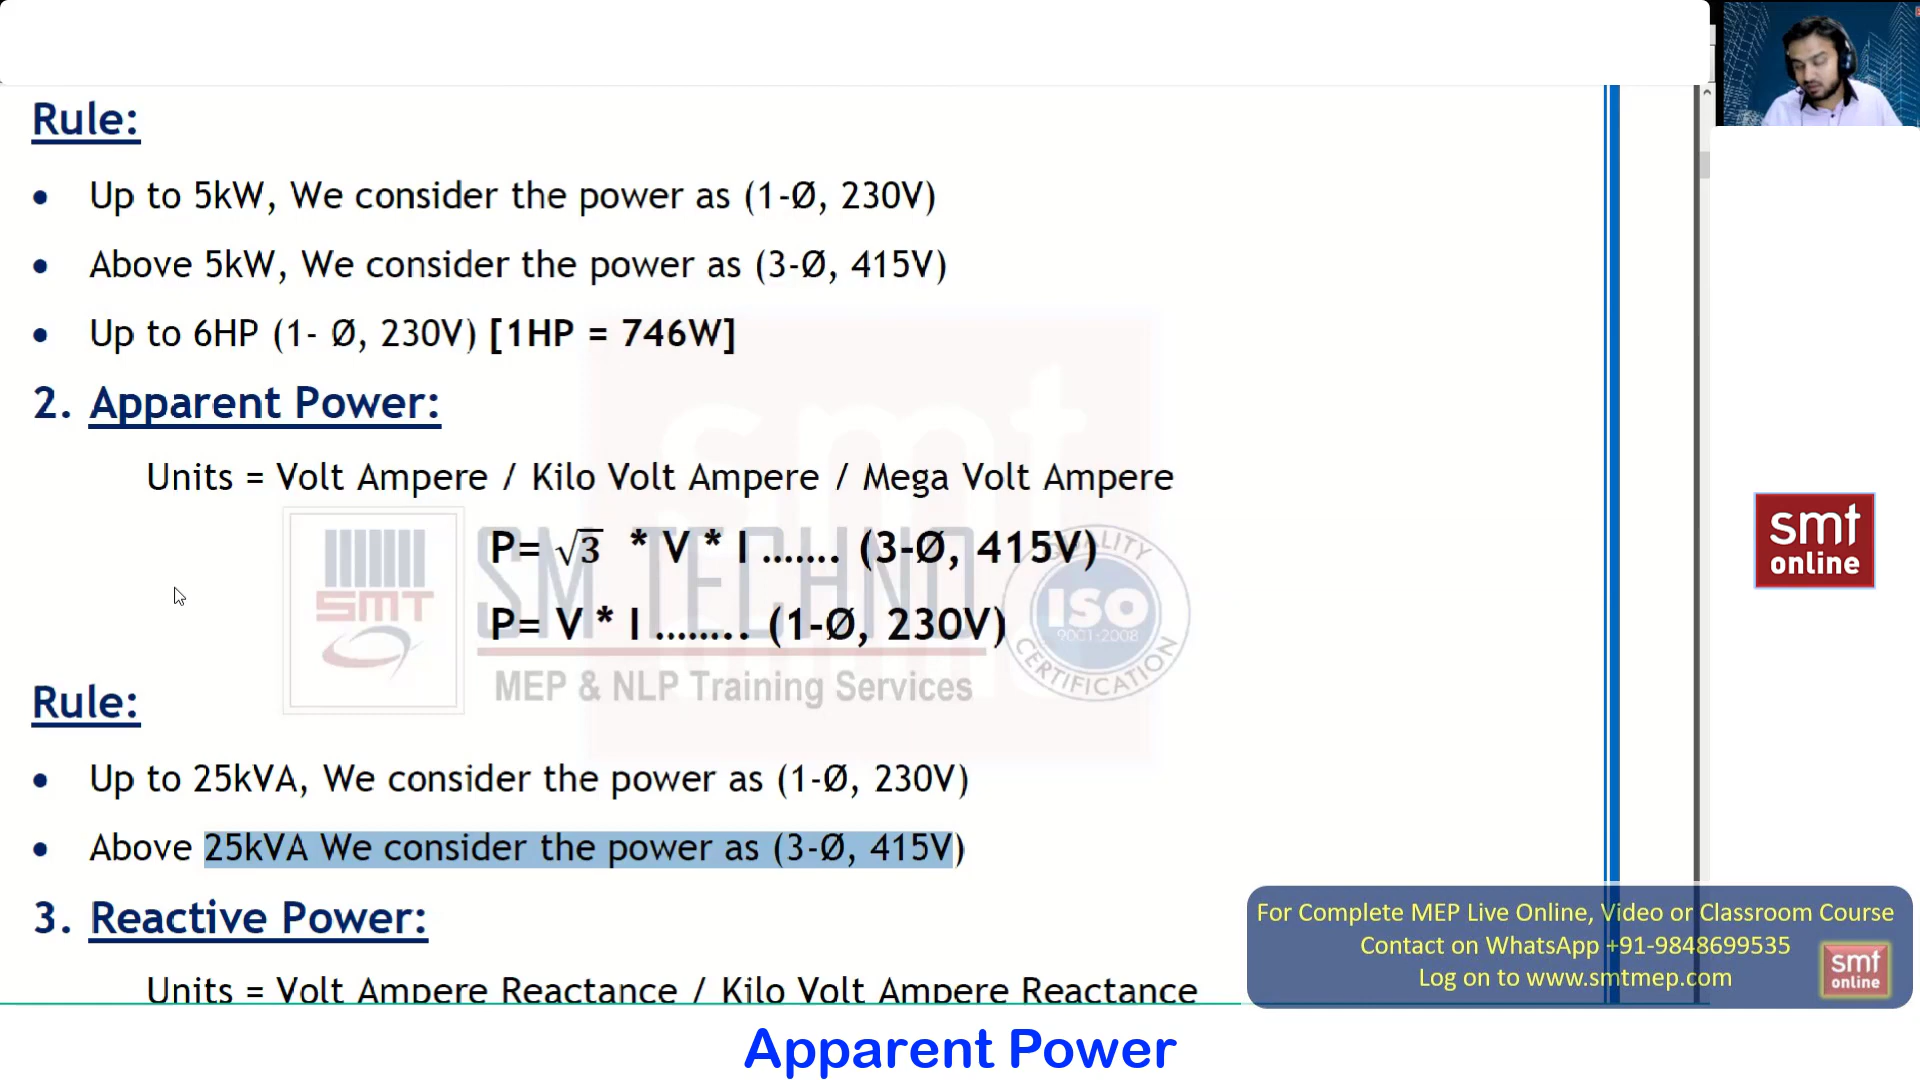 Rule:
• Up to 5kW, We consider the power as (1-Ø, 230V)
• Above 5kW, We consider the power as (3-Ø, 415V)
• Up to 6HP (1- Ø, 230V) [1HP = 746W]
2. Apparent Power:
Units = Volt Ampere / Kilo Volt Ampere / Mega Volt Ampere
P= √3 * V * I ....... (3-Ø, 415V)
P= V * I ........ (1-Ø, 230V)
smt
SMT
SM TECHNO
MEP & NLP Training Services
QUALITY
ISO
9001-2008
CERTIFICATION
smt
online
Rule:
• Up to 25kVA, We consider the power as (1-Ø, 230V)
• Above 25kVA We consider the power as (3-Ø, 415V)
3. Reactive Power:
Units = Volt Ampere Reactance / Kilo Volt Ampere Reactance
For Complete MEP Live Online, Video or Classroom Course
Contact on WhatsApp +91-9848699535
Log on to www.smtmep.com
smt
online
Apparent Power